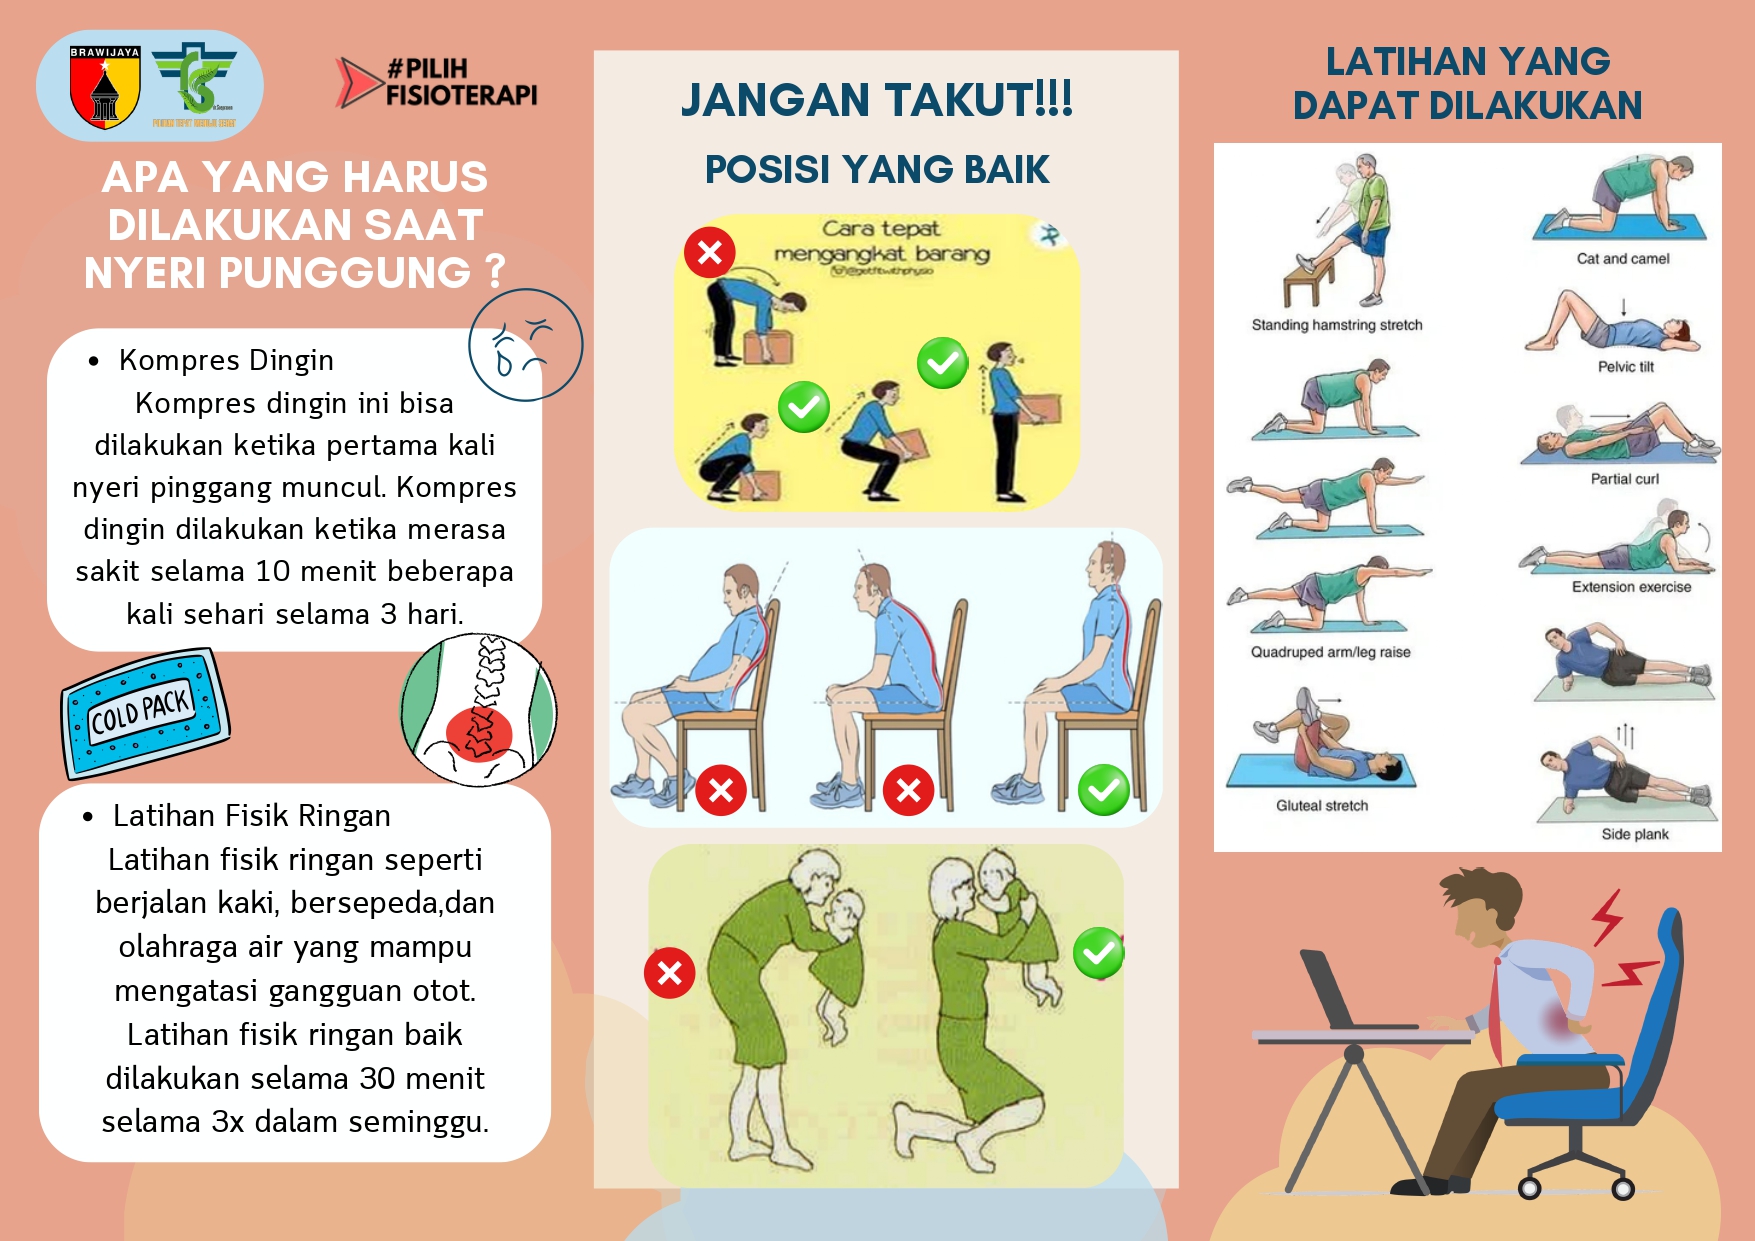 BRAWIJAYA
#PILIH
FISIOTERAPI
APA YANG HARUS
DILAKUKAN SAAT
NYERI PUNGGUNG ?
• Kompres Dingin
Kompres dingin ini bisa
dilakukan ketika pertama kali
nyeri pinggang muncul. Kompres
dingin dilakukan ketika merasa
sakit selama 10 menit beberapa
kali sehari selama 3 hari.
COLD PACK
• Latihan Fisik Ringan
Latihan fisik ringan seperti
berjalan kaki, bersepeda,dan
olahraga air yang mampu
mengatasi gangguan otot.
Latihan fisik ringan baik
dilakukan selama 30 menit
selama 3x dalam seminggu.
JANGAN TAKUT!!!
POSISI YANG BAIK
Cara tepat
mengangkat barang
@getfitwithphysio
LATIHAN YANG
DAPAT DILAKUKAN
Standing hamstring stretch
Cat and camel
Pelvic tilt
Partial curl
Extension exercise
Quadruped arm/leg raise
Gluteal stretch
Side plank